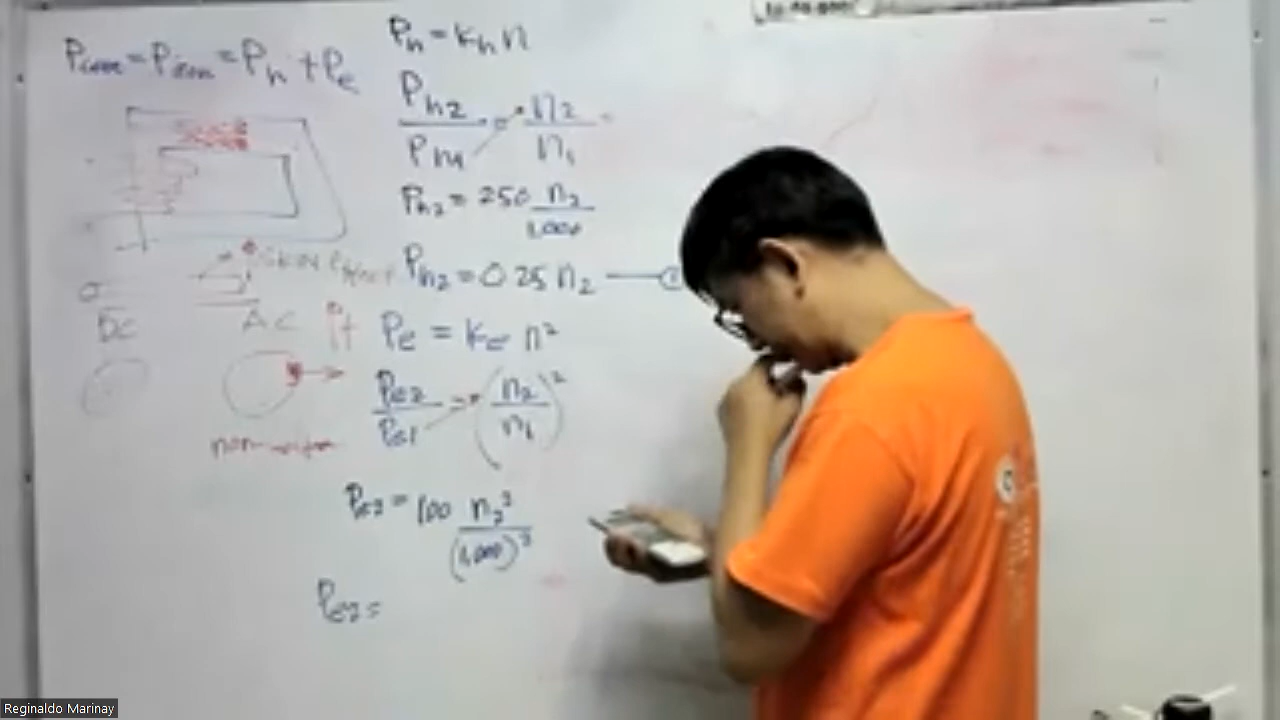 Pcore = Piron = Ph + Pe
Ph = Kh n
Ph2 / Ph1 = n2 / n1
Ph2 = 250 n2 / 1,000
Ph2 = 0.25 n2
DC
AC
Pe = Ke n²
Pe2 / Pe1 = (n2 / n1)²
Pe2 = 100 n2² / (1,000)²
Pe2 =
Reginaldo Marinay